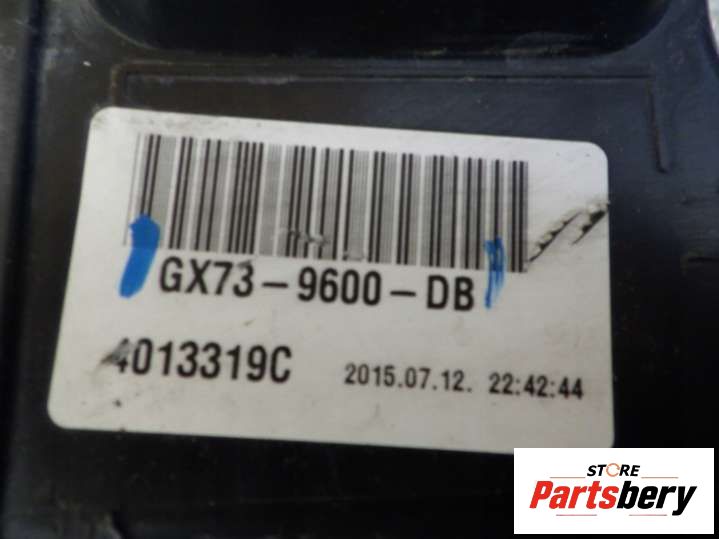 GX73-9600-DB
4013319C 2015.07.12. 22:42:44
STORE
Partsbery